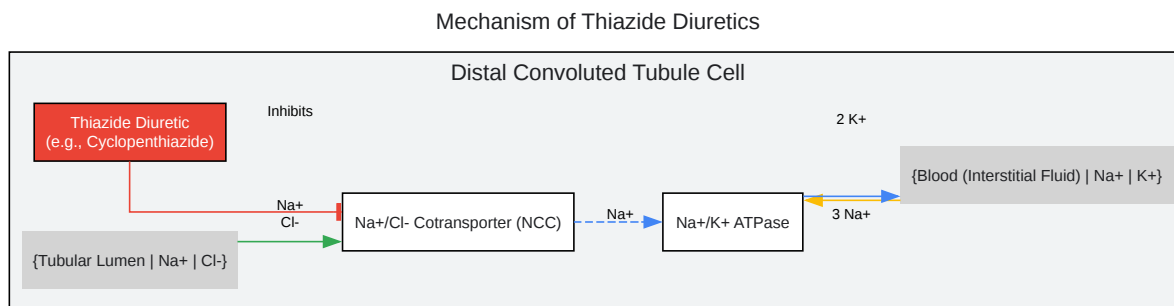 Mechanism of Thiazide Diuretics
Distal Convoluted Tubule Cell
Thiazide Diuretic
(e.g., Cyclopenthiazide)
Inhibits
2 K+
{Blood (Interstitial Fluid) | Na+ | K+}
Na+
Cl-
Na+/Cl- Cotransporter (NCC)
Na+
Na+/K+ ATPase
3 Na+
{Tubular Lumen | Na+ | Cl-}